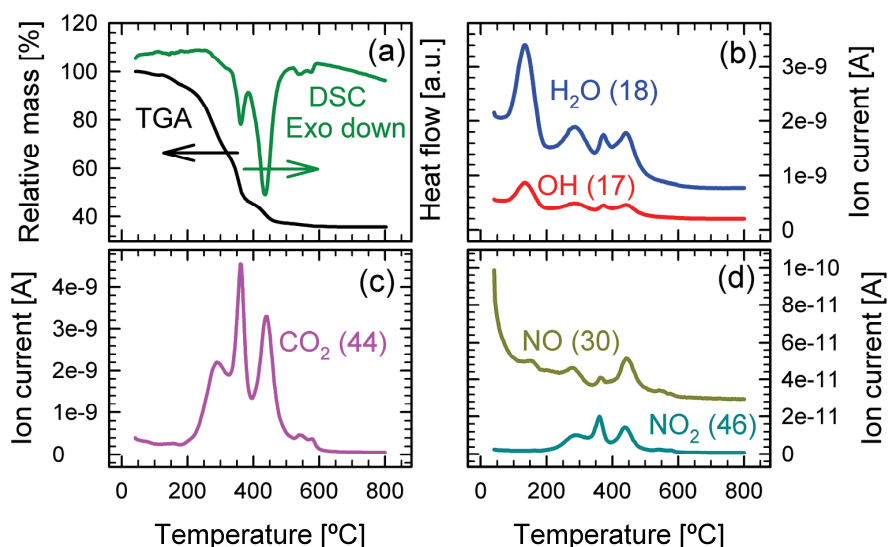 120
100
80
60
40
Relative mass [%]
(a)
TGA
DSC
Exo down
Heat flow [a.u.]
(b)
H₂O (18)
OH (17)
3e-9
2e-9
1e-9
0
Ion current [A]
4e-9
3e-9
2e-9
1e-9
0
Ion current [A]
(c)
CO₂ (44)
0 200 400 600 800
Temperature [ºC]
(d)
NO (30)
NO₂ (46)
1e-10
8e-11
6e-11
4e-11
2e-11
0
Ion current [A]
0 200 400 600 800
Temperature [ºC]